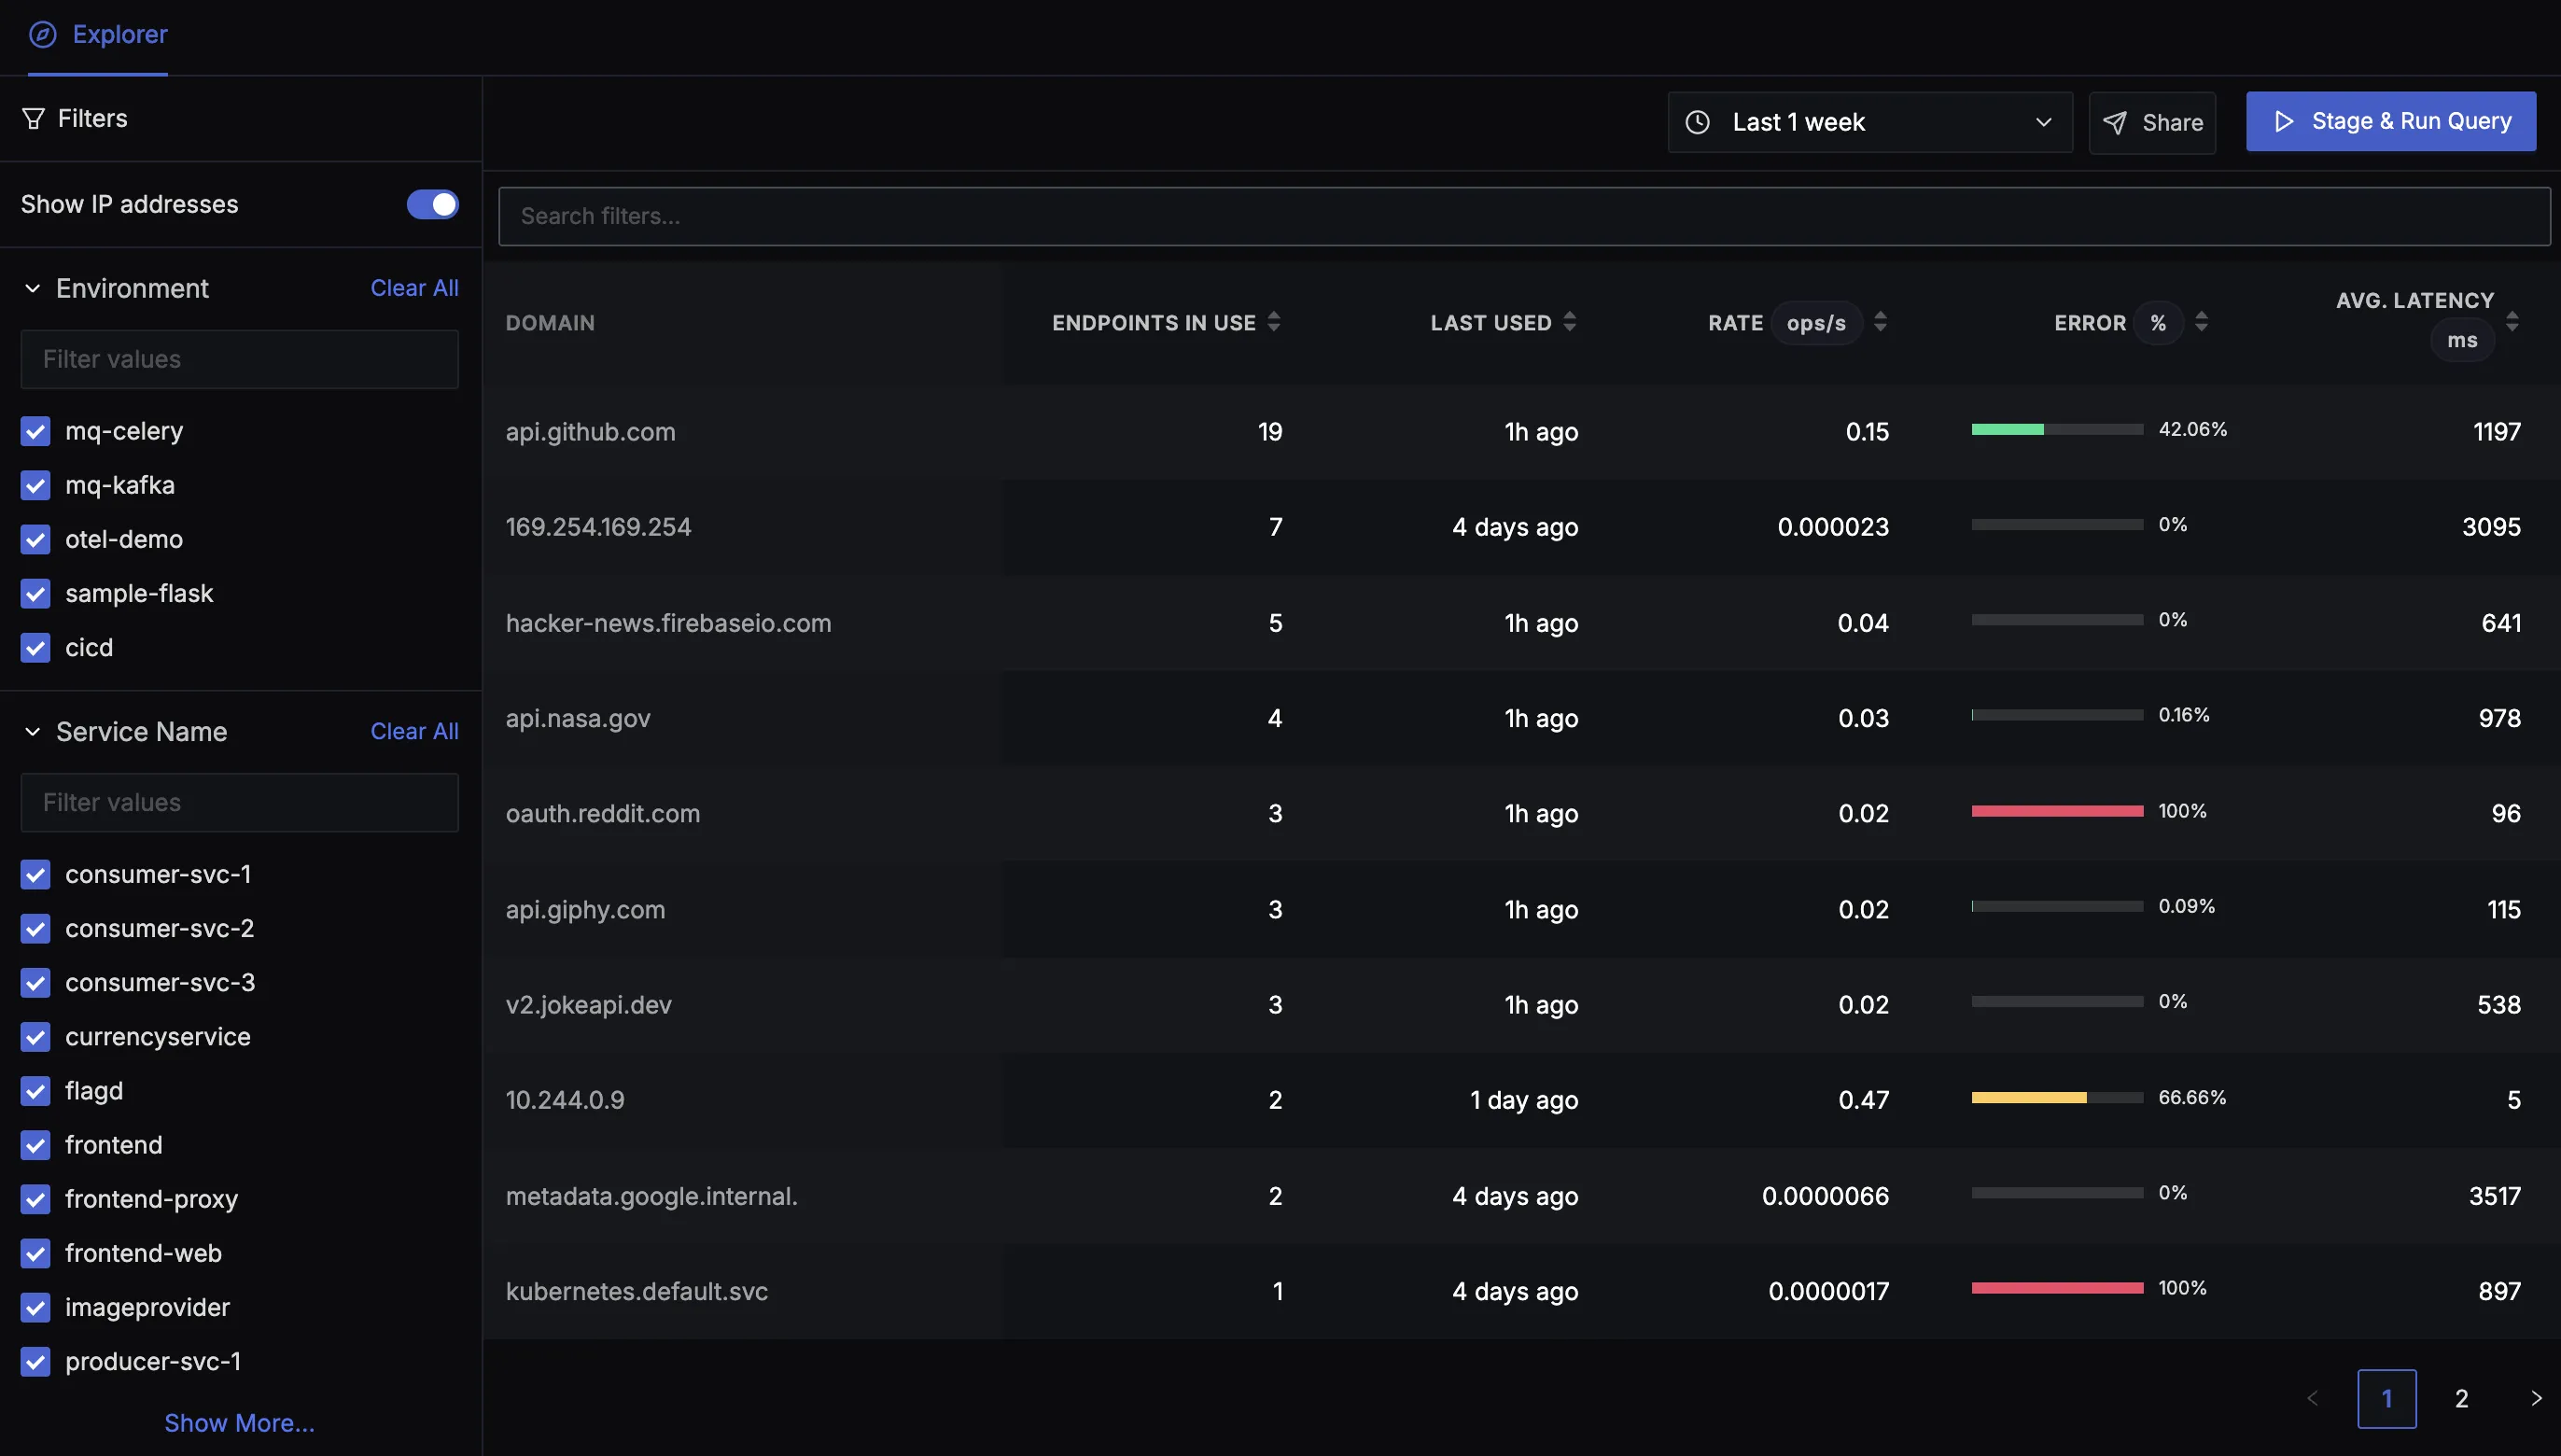 Explorer
Filters
Last 1 week
Share
Stage & Run Query
Show IP addresses
Search filters...
Environment
Clear All
Filter values
mq-celery
mq-kafka
otel-demo
sample-flask
cicd
Service Name
Clear All
Filter values
consumer-svc-1
consumer-svc-2
consumer-svc-3
currencyservice
flagd
frontend
frontend-proxy
frontend-web
imageprovider
producer-svc-1
Show More...
DOMAIN ENDPOINTS IN USE LAST USED RATE ops/s ERROR % AVG. LATENCY ms
api.github.com 19 1h ago 0.15 42.06% 1197
169.254.169.254 7 4 days ago 0.000023 0% 3095
hacker-news.firebaseio.com 5 1h ago 0.04 0% 641
api.nasa.gov 4 1h ago 0.03 0.16% 978
oauth.reddit.com 3 1h ago 0.02 100% 96
api.giphy.com 3 1h ago 0.02 0.09% 115
v2.jokeapi.dev 3 1h ago 0.02 0% 538
10.244.0.9 2 1 day ago 0.47 66.66% 5
metadata.google.internal. 2 4 days ago 0.0000066 0% 3517
kubernetes.default.svc 1 4 days ago 0.0000017 100% 897
1 2